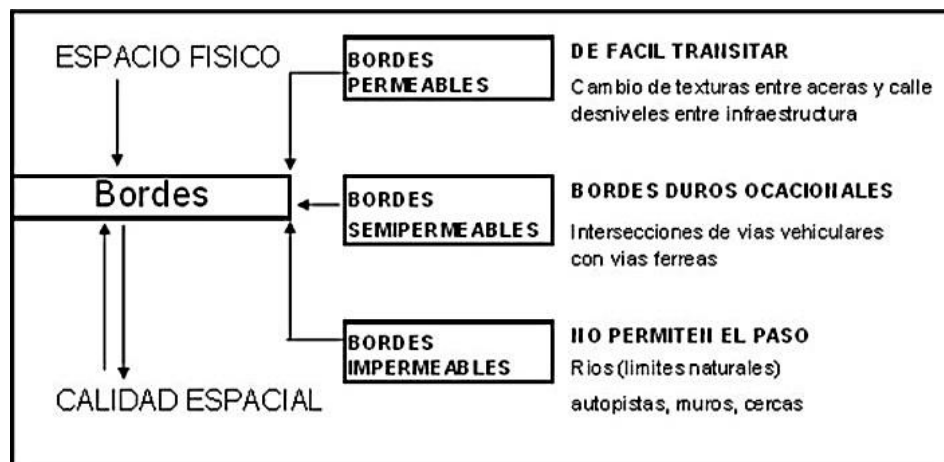 ESPACIO FISICO
Bordes
CALIDAD ESPACIAL
BORDES
PERMEABLES
DE FACIL TRANSITAR
Cambio de texturas entre aceras y calle
desniveles entre infraestructura
BORDES
SEMIPERMEABLES
BORDES DUROS OCACIONALES
Intersecciones de vias vehiculares
con vias ferreas
BORDES
IMPERMEABLES
NO PERMITEN EL PASO
Rios (limites naturales)
autopistas, muros, cercas